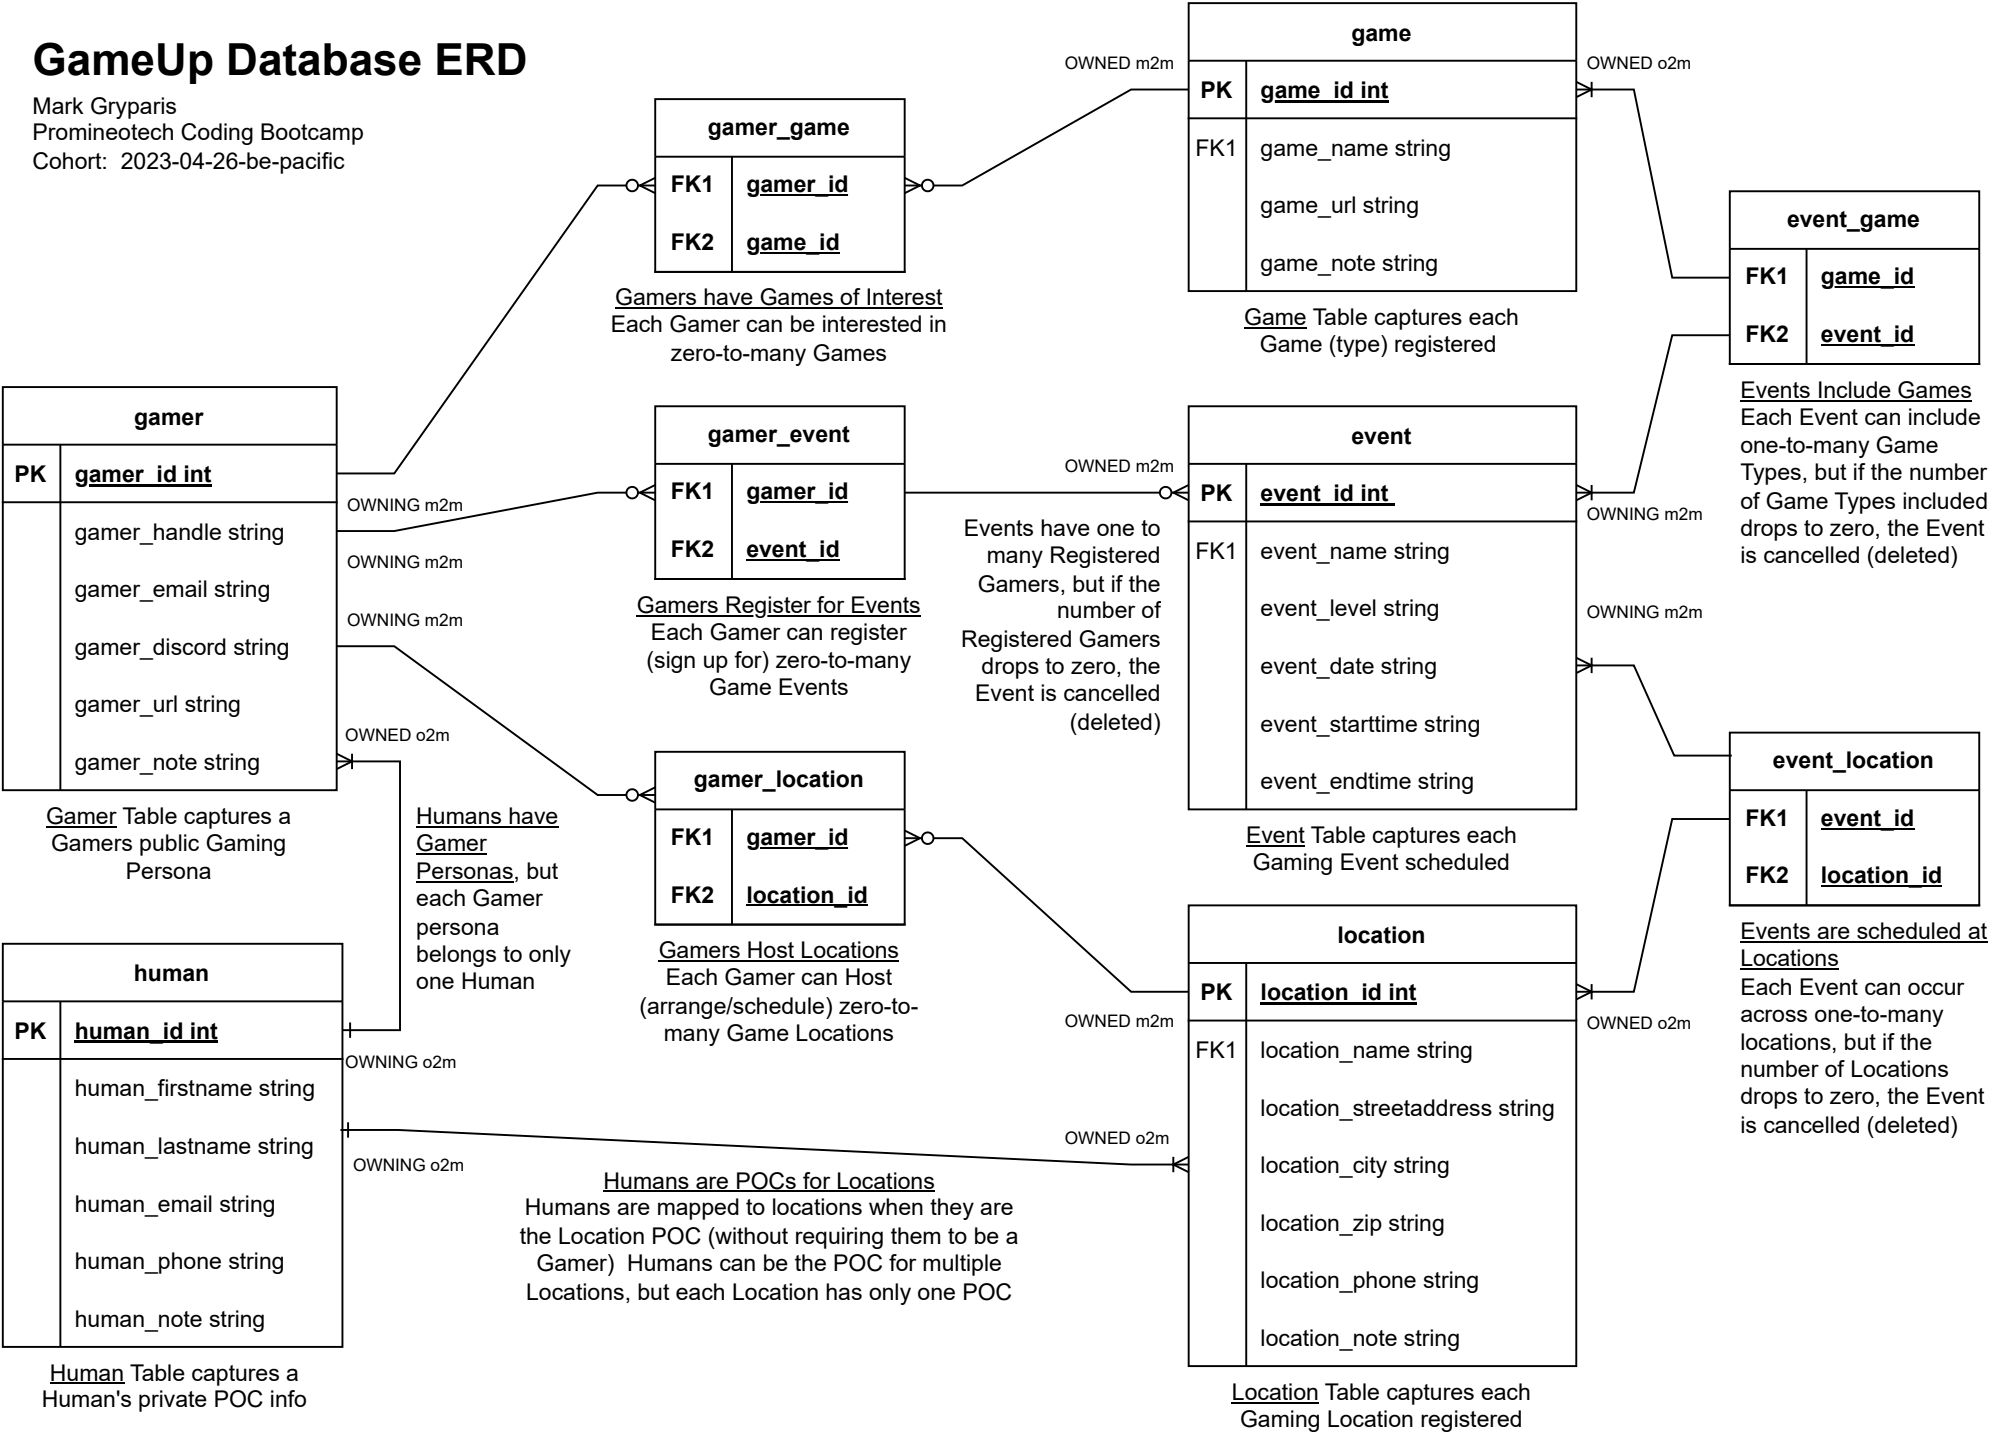 GameUp Database ERD
Mark Gryparis
Promineotech Coding Bootcamp
Cohort:  2023-04-26-be-pacific
gamer_game
FK1 gamer_id
FK2 game_id
Gamers have Games of Interest
Each Gamer can be interested in
zero-to-many Games
OWNED m2m
game
PK game_id int
FK1 game_name string
game_url string
game_note string
Game Table captures each
Game (type) registered
OWNED o2m
event_game
FK1 game_id
FK2 event_id
Events Include Games
Each Event can include
one-to-many Game
Types, but if the number
of Game Types included
drops to zero, the Event
is cancelled (deleted)
gamer
PK gamer_id int
gamer_handle string
gamer_email string
gamer_discord string
gamer_url string
gamer_note string
Gamer Table captures a
Gamers public Gaming
Persona
OWNING m2m
OWNING m2m
OWNING m2m
OWNED o2m
gamer_event
FK1 gamer_id
FK2 event_id
Gamers Register for Events
Each Gamer can register
(sign up for) zero-to-many
Game Events
OWNED m2m
Events have one to
many Registered
Gamers, but if the
number of
Registered Gamers
drops to zero, the
Event is cancelled
(deleted)
event
PK event_id int
FK1 event_name string
event_level string
event_date string
event_starttime string
event_endtime string
Event Table captures each
Gaming Event scheduled
OWNING m2m
OWNING m2m
Humans have
Gamer
Personas, but
each Gamer
persona
belongs to only
one Human
gamer_location
FK1 gamer_id
FK2 location_id
Gamers Host Locations
Each Gamer can Host
(arrange/schedule) zero-to-
many Game Locations
event_location
FK1 event_id
FK2 location_id
Events are scheduled at
Locations
Each Event can occur
across one-to-many
locations, but if the
number of Locations
drops to zero, the Event
is cancelled (deleted)
human
PK human_id int
human_firstname string
human_lastname string
human_email string
human_phone string
human_note string
Human Table captures a
Human's private POC info
OWNING o2m
OWNING o2m
Humans are POCs for Locations
Humans are mapped to locations when they are
the Location POC (without requiring them to be a
Gamer)  Humans can be the POC for multiple
Locations, but each Location has only one POC
OWNED m2m
OWNED o2m
location
PK location_id int
FK1 location_name string
location_streetaddress string
location_city string
location_zip string
location_phone string
location_note string
Location Table captures each
Gaming Location registered
OWNED o2m